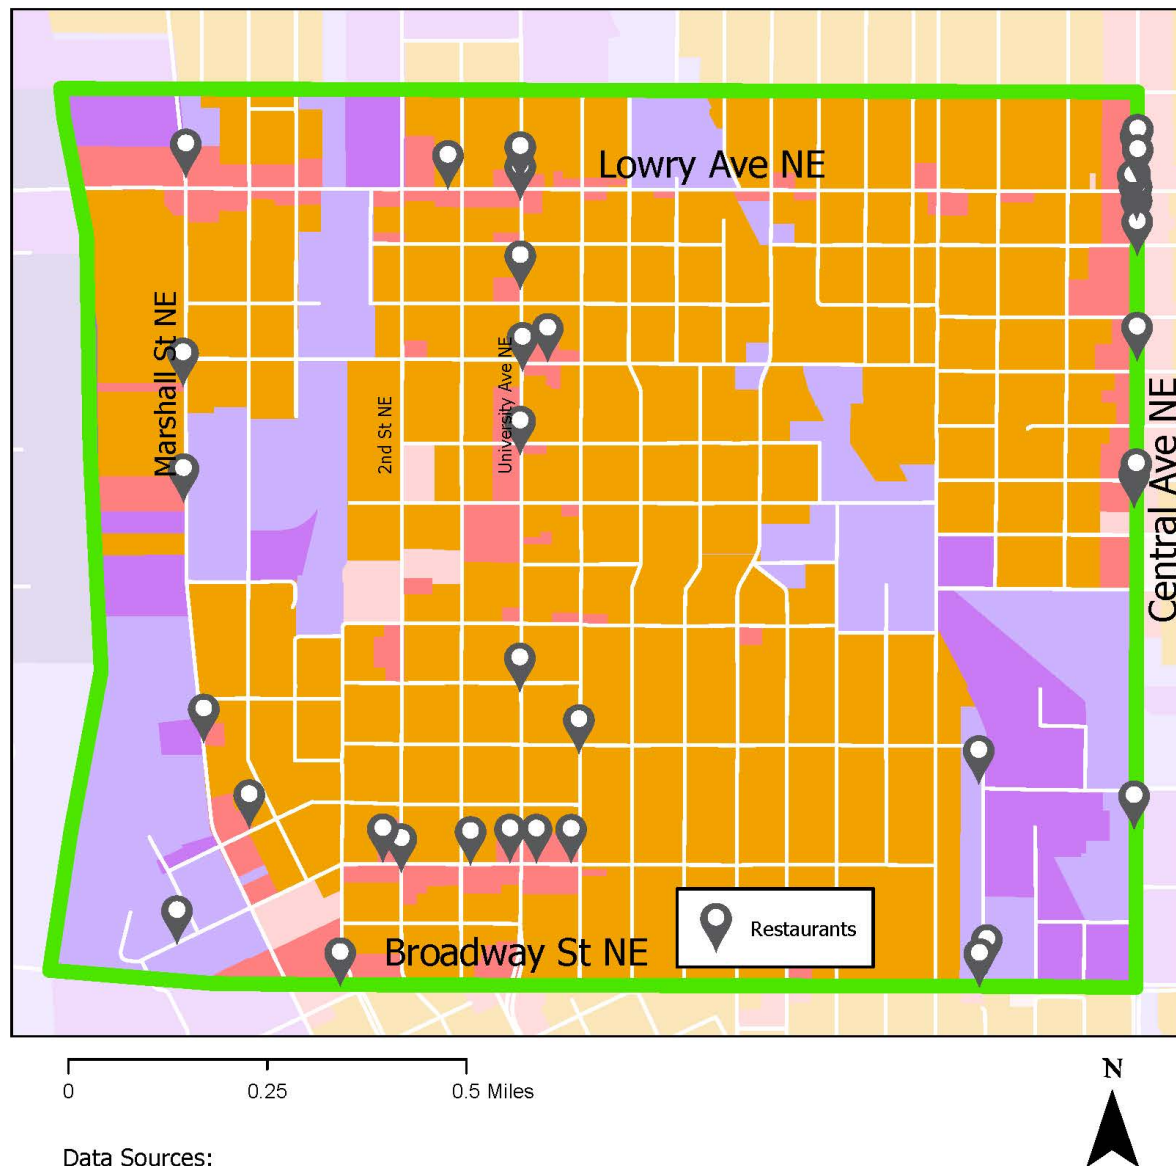 Lowry Ave NE
Marshall St NE
2nd St NE
University Ave NE
Central Ave NE
Restaurants
Broadway St NE
0 0.25 0.5 Miles
N
Data Sources: